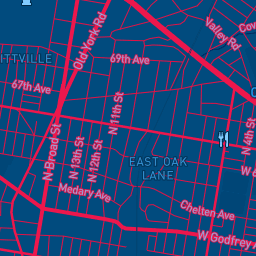 Old York Rd
Valley Rd
ITTVILLE
69th Ave
67th Ave
N 11th St
N Broad St
N 13th St
N 12th St
N 4th St
EAST OAK
LANE
W 6
Medary Ave
Chelten Ave
W Godfrey A